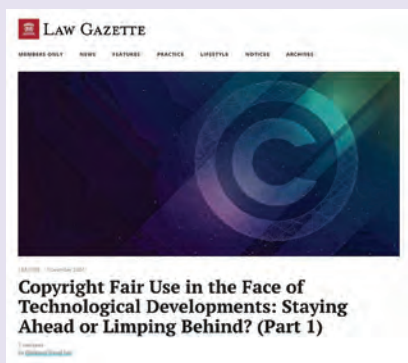 LAW GAZETTE
MEMBERS ONLY NEWS FEATURES PRACTICE LIFESTYLE NOTICES ARCHIVES
C
Copyright Fair Use in the Face of
Technological Developments: Staying
Ahead or Limping Behind? (Part 1)
by